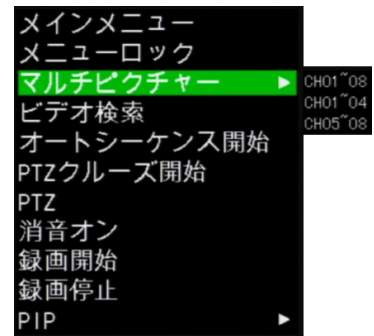 メインメニュー
メニューロック
マルチピクチャー ▶
CH01~08
CH01~04
CH05~08
ビデオ検索
オートシーケンス開始
PTZクルーズ開始
PTZ
消音オン
録画開始
録画停止
PIP ▶